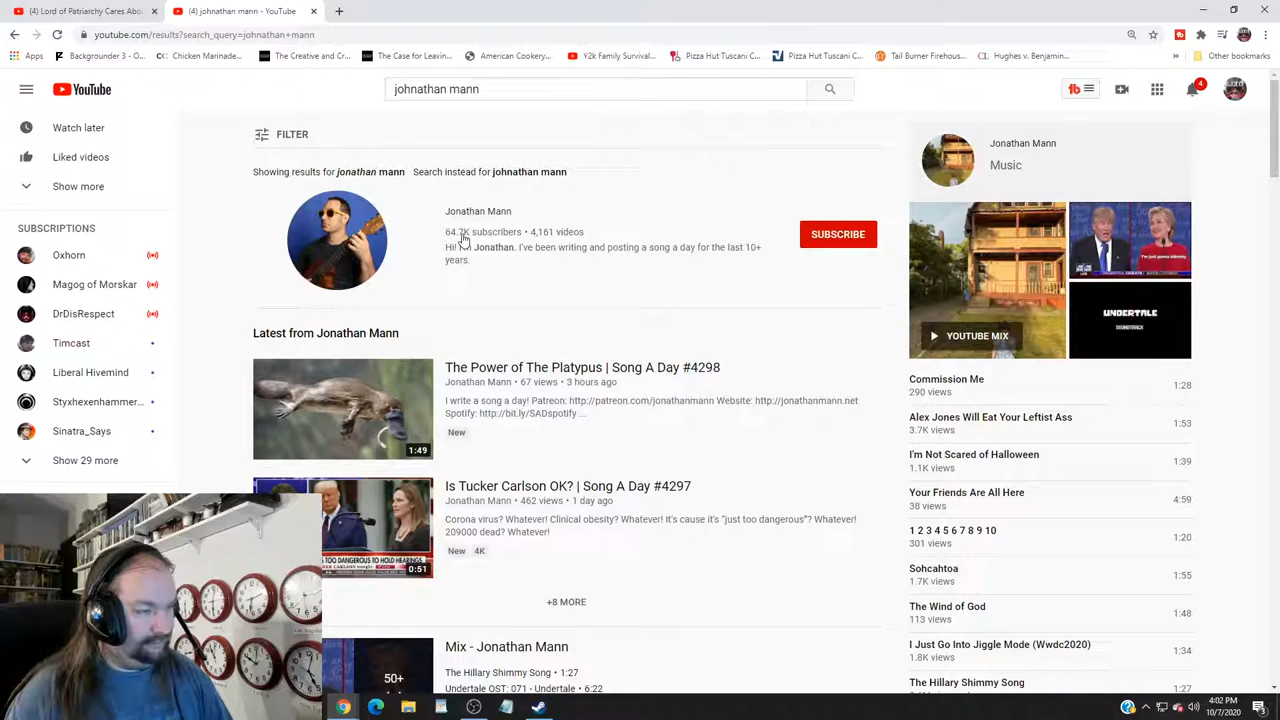 (4) Lord of Patriarchy Cares Abo
(4) johnathan mann - YouTube
youtube.com/results?search_query=johnathan+mann
Apps
Backgrounder 3 - O...
Chicken Marinade...
The Creative and Cr...
The Case for Leavin...
American Cookery...
Y2k Family Survival...
Pizza Hut Tuscani C...
Pizza Hut Tuscani C...
Tail Burner Firehous...
Hughes v. Benjamin...
Other bookmarks
YouTube
johnathan mann
4
Watch later
Liked videos
Show more
SUBSCRIPTIONS
Oxhorn
Magog of Morskar
DrDisRespect
Timcast
Liberal Hivemind
Styxhexenhammer...
Sinatra_Says
Show 29 more
FILTER
Showing results for jonathan mann Search instead for johnathan mann
Jonathan Mann
64.7K subscribers • 4,161 videos
Jonathan. I've been writing and posting a song a day for the last 10+
years.
SUBSCRIBE
Latest from Jonathan Mann
The Power of The Platypus | Song A Day #4298
Jonathan Mann • 67 views • 3 hours ago
I write a song a day! Patreon: http://patreon.com/jonathanmann Website: http://jonathanmann.net
Spotify: http://bit.ly/SADspotify ...
New
1:49
Is Tucker Carlson OK? | Song A Day #4297
Jonathan Mann • 462 views • 1 day ago
Corona virus? Whatever! Clinical obesity? Whatever! It's cause it's “just too dangerous”? Whatever!
209000 dead? Whatever!
New 4K
TOO DANGEROUS TO HOLD HEARINGS
0:51
+8 MORE
Mix - Jonathan Mann
The Hillary Shimmy Song • 1:27
Undertale OST: 071 - Undertale • 6:22
50+
Jonathan Mann
Music
I'm just gonna shimmy
UNDERTALE
SOUNDTRACK
YOUTUBE MIX
Commission Me
290 views
1:28
Alex Jones Will Eat Your Leftist Ass
3.7K views
1:53
I'm Not Scared of Halloween
1.1K views
1:39
Your Friends Are All Here
38 views
4:59
1 2 3 4 5 6 7 8 9 10
301 views
1:20
Sohcahtoa
1.7K views
1:55
The Wind of God
113 views
1:48
I Just Go Into Jiggle Mode (Wwdc2020)
1.8K views
1:34
The Hillary Shimmy Song
1:27
4:02 PM
10/7/2020